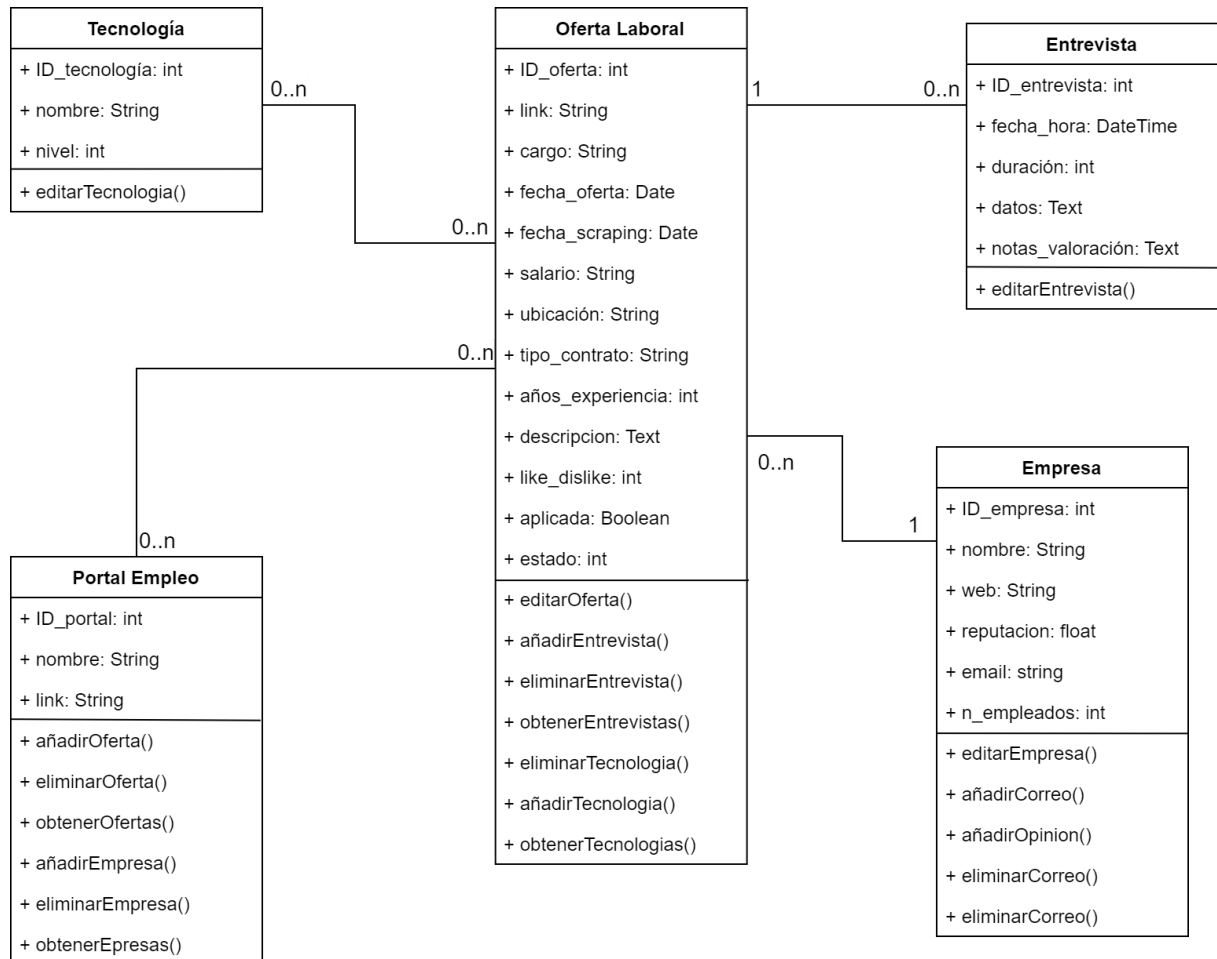 Tecnología
+ ID_tecnología: int
+ nombre: String
+ nivel: int
+ editarTecnologia()
0..n
0..n
Oferta Laboral
+ ID_oferta: int
+ link: String
+ cargo: String
+ fecha_oferta: Date
+ fecha_scraping: Date
+ salario: String
+ ubicación: String
+ tipo_contrato: String
+ años_experiencia: int
+ descripcion: Text
+ like_dislike: int
+ aplicada: Boolean
+ estado: int
+ editarOferta()
+ añadirEntrevista()
+ eliminarEntrevista()
+ obtenerEntrevistas()
+ eliminarTecnologia()
+ añadirTecnologia()
+ obtenerTecnologias()
1
0..n
Entrevista
+ ID_entrevista: int
+ fecha_hora: DateTime
+ duración: int
+ datos: Text
+ notas_valoración: Text
+ editarEntrevista()
0..n
0..n
Portal Empleo
+ ID_portal: int
+ nombre: String
+ link: String
+ añadirOferta()
+ eliminarOferta()
+ obtenerOfertas()
+ añadirEmpresa()
+ eliminarEmpresa()
+ obtenerEpresas()
0..n
1
Empresa
+ ID_empresa: int
+ nombre: String
+ web: String
+ reputacion: float
+ email: string
+ n_empleados: int
+ editarEmpresa()
+ añadirCorreo()
+ añadirOpinion()
+ eliminarCorreo()
+ eliminarCorreo()